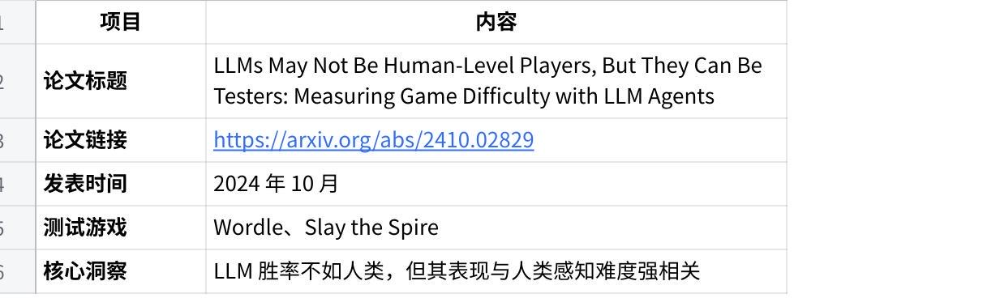 1 项目 内容
2 论文标题 LLMs May Not Be Human-Level Players, But They Can Be
Testers: Measuring Game Difficulty with LLM Agents
3 论文链接 https://arxiv.org/abs/2410.02829
4 发表时间 2024 年 10 月
5 测试游戏 Wordle、Slay the Spire
6 核心洞察 LLM 胜率不如人类，但其表现与人类感知难度强相关